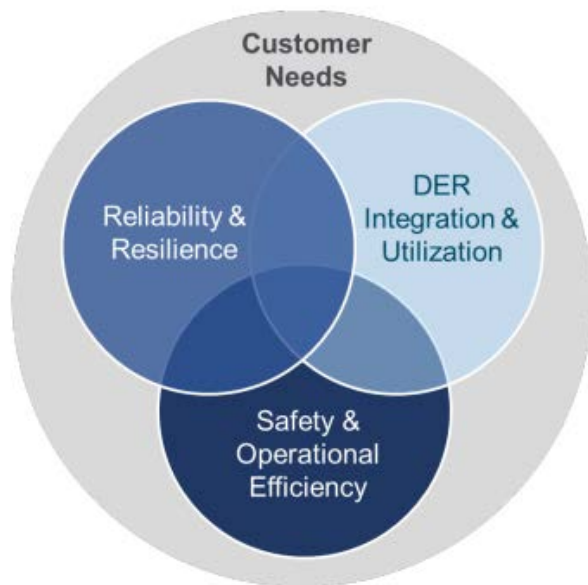 Customer
Needs
Reliability &
Resilience
DER
Integration &
Utilization
Safety &
Operational
Efficiency